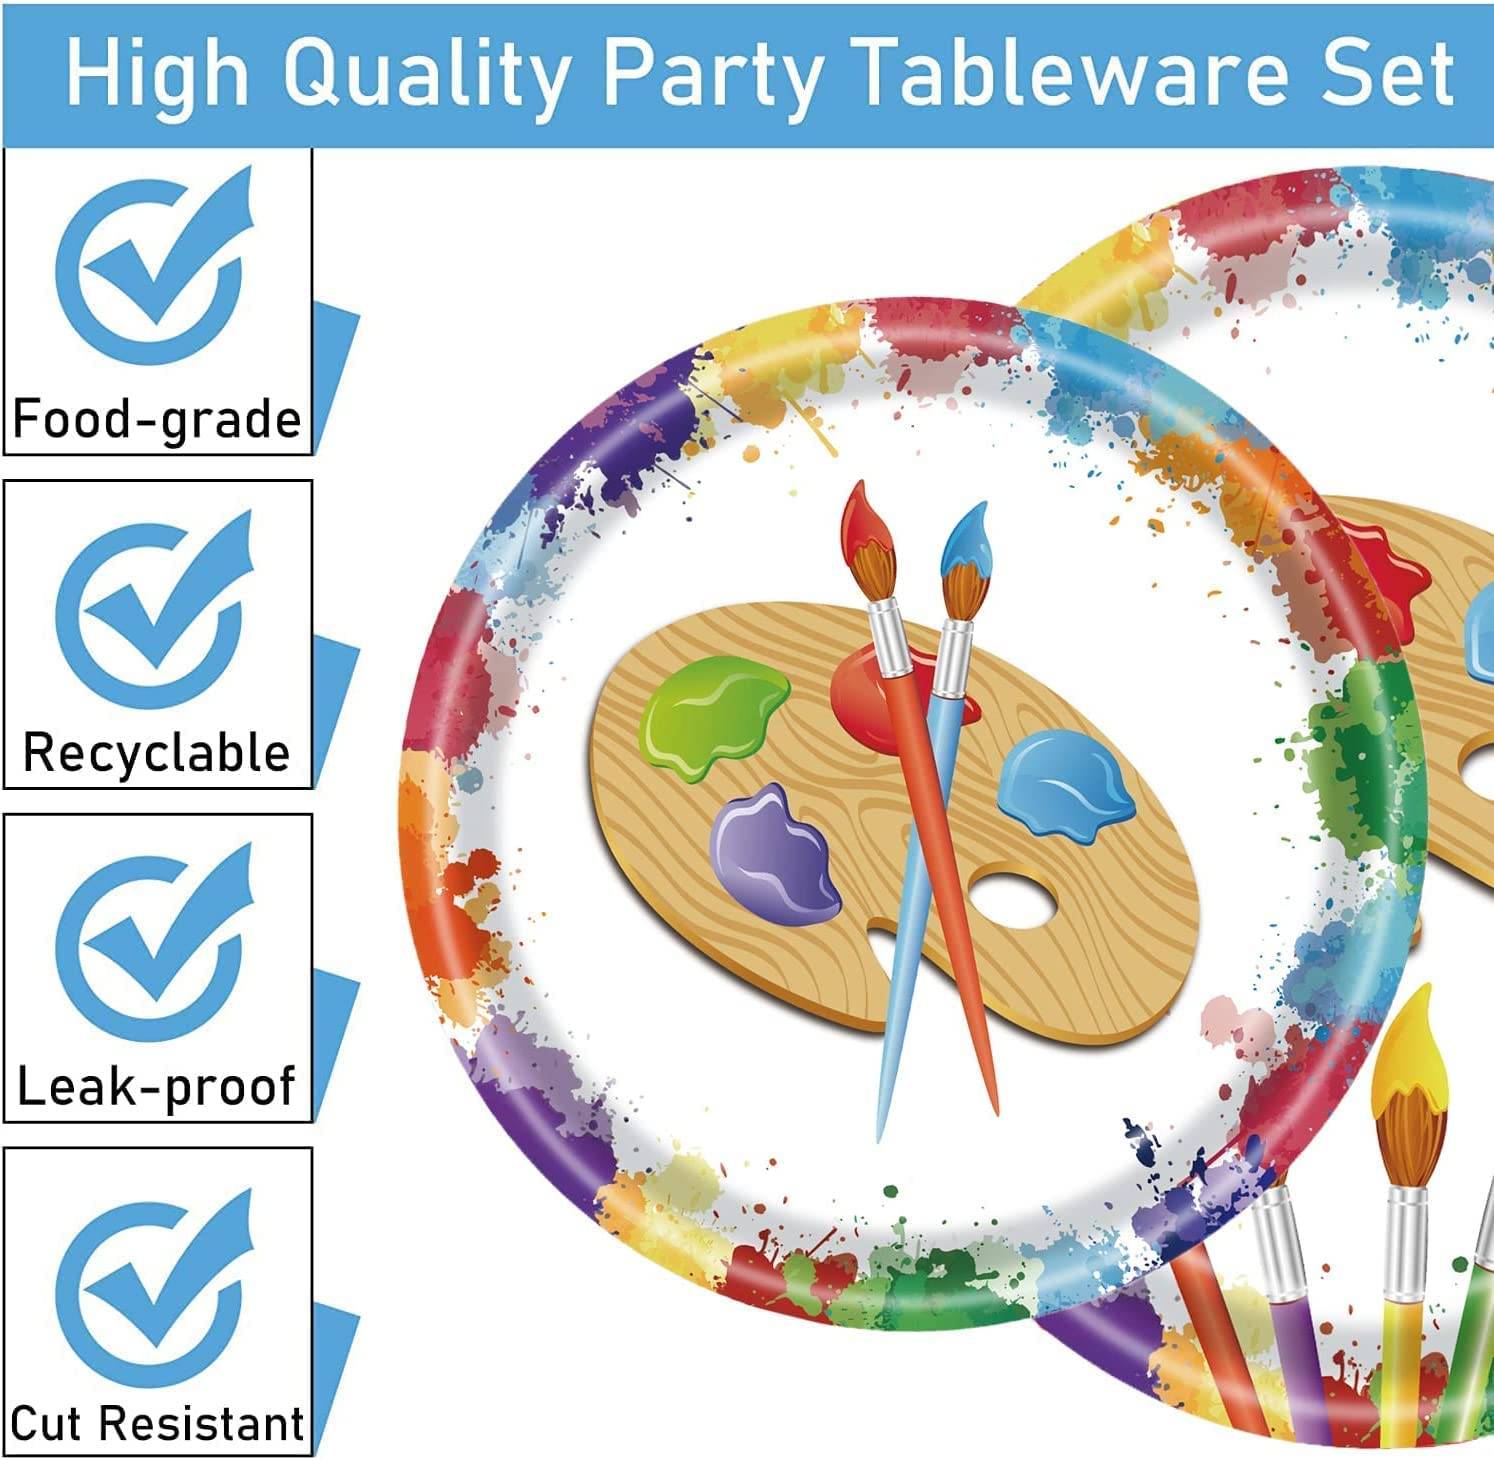 High Quality Party Tableware Set
Food-grade
Recyclable
Leak-proof
Cut Resistant